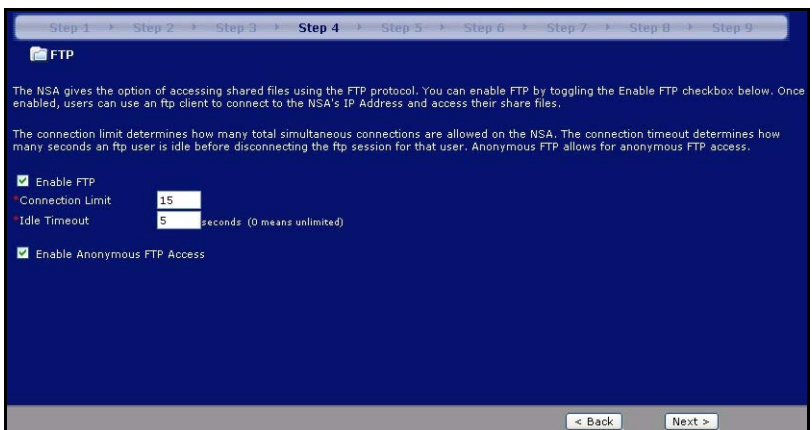 Step 1 Step 2 Step 3 Step 4 Step 5 Step 6 Step 7 Step 8 Step 9
FTP
The NSA gives the option of accessing shared files using the FTP protocol. You can enable FTP by toggling the Enable FTP checkbox below. Once
enabled, users can use an ftp client to connect to the NSA's IP Address and access their share files.
The connection limit determines how many total simultaneous connections are allowed on the NSA. The connection timeout determines how
many seconds an ftp user is idle before disconnecting the ftp session for that user. Anonymous FTP allows for anonymous FTP access.
Enable FTP
*Connection Limit 15
*Idle Timeout 5 seconds (0 means unlimited)
Enable Anonymous FTP Access
< Back Next >